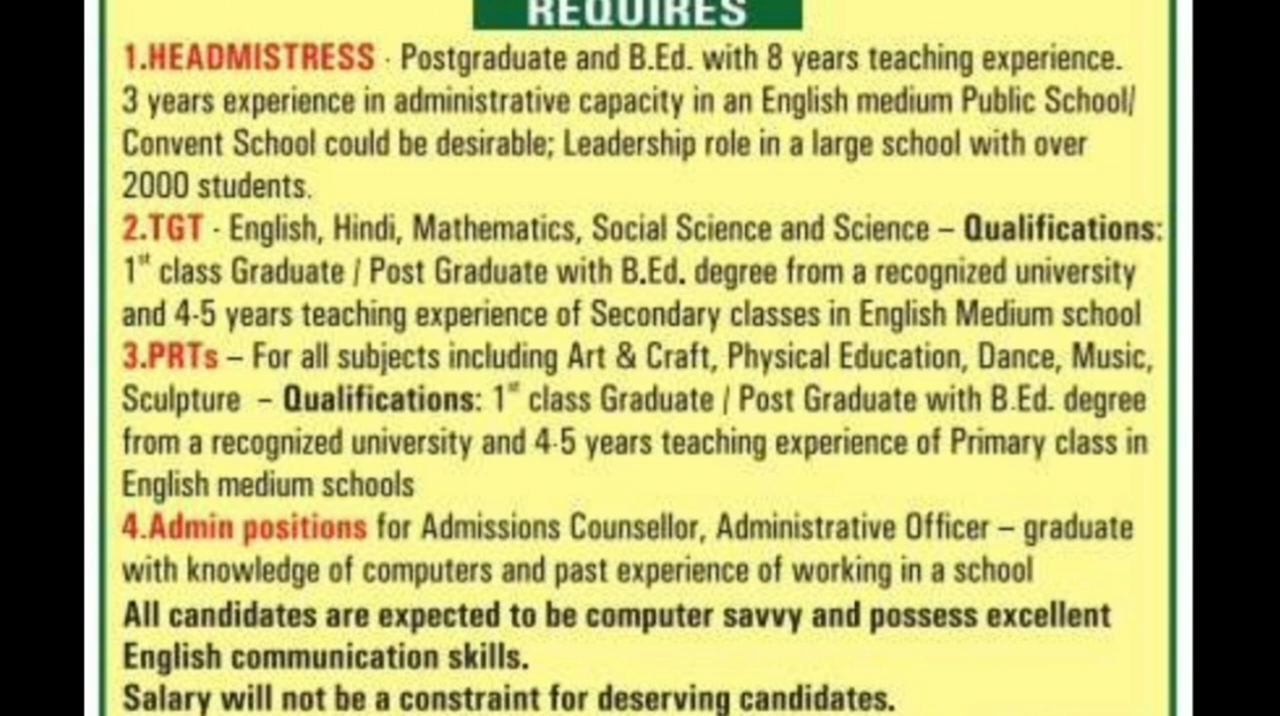 REQUIRES
1.HEADMISTRESS - Postgraduate and B.Ed. with 8 years teaching experience.
3 years experience in administrative capacity in an English medium Public School/
Convent School could be desirable; Leadership role in a large school with over
2000 students.
2.TGT - English, Hindi, Mathematics, Social Science and Science – Qualifications:
1st class Graduate / Post Graduate with B.Ed. degree from a recognized university
and 4-5 years teaching experience of Secondary classes in English Medium school
3.PRTs – For all subjects including Art & Craft, Physical Education, Dance, Music,
Sculpture – Qualifications: 1st class Graduate / Post Graduate with B.Ed. degree
from a recognized university and 4-5 years teaching experience of Primary class in
English medium schools
4.Admin positions for Admissions Counsellor, Administrative Officer – graduate
with knowledge of computers and past experience of working in a school
All candidates are expected to be computer savvy and possess excellent
English communication skills.
Salary will not be a constraint for deserving candidates.